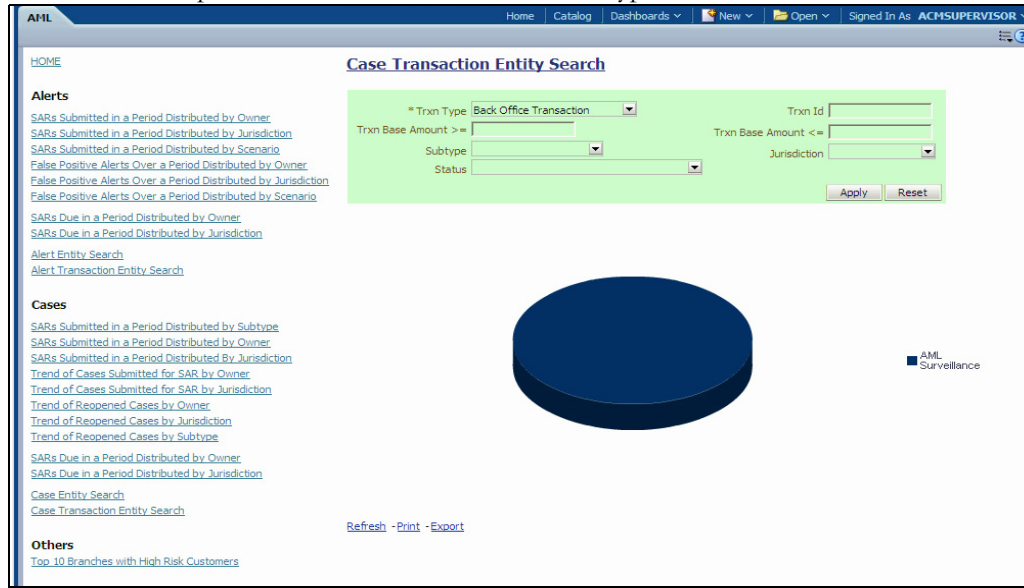 AML
Home Catalog Dashboards New Open Signed In As ACMSUPERVISOR
HOME
Alerts
SARs Submitted in a Period Distributed by Owner
SARs Submitted in a Period Distributed by Jurisdiction
SARs Submitted in a Period Distributed by Scenario
False Positive Alerts Over a Period Distributed by Owner
False Positive Alerts Over a Period Distributed by Jurisdiction
False Positive Alerts Over a Period Distributed by Scenario
SARs Due in a Period Distributed by Owner
SARs Due in a Period Distributed by Jurisdiction
Alert Entity Search
Alert Transaction Entity Search
Cases
SARs Submitted in a Period Distributed by Subtype
SARs Submitted in a Period Distributed by Owner
SARs Submitted in a Period Distributed By Jurisdiction
Trend of Cases Submitted for SAR by Owner
Trend of Cases Submitted for SAR by Jurisdiction
Trend of Reopened Cases by Owner
Trend of Reopened Cases by Jurisdiction
Trend of Reopened Cases by Subtype
SARs Due in a Period Distributed by Owner
SARs Due in a Period Distributed by Jurisdiction
Case Entity Search
Case Transaction Entity Search
Others
Top 10 Branches with High Risk Customers
Case Transaction Entity Search
* Trxn Type Back Office Transaction Trxn Id
Trxn Base Amount >= Trxn Base Amount <=
Subtype Jurisdiction
Status
Apply Reset
AML
Surveillance
Refresh - Print - Export